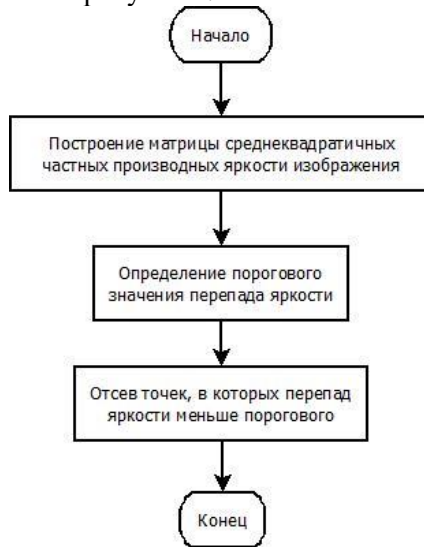 Начало
Построение матрицы среднеквадратичных
частных производных яркости изображения
Определение порогового
значения перепада яркости
Отсев точек, в которых перепад
яркости меньше порогового
Конец